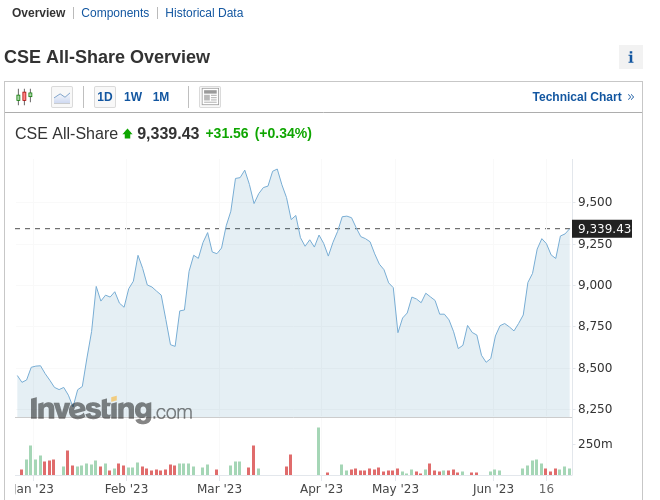 Overview Components Historical Data
CSE All-Share Overview
i
1D 1W 1M Technical Chart »
CSE All-Share 9,339.43 +31.56 (+0.34%)
9,500
9,339.43
9,250
9,000
8,750
8,500
8,250
Investing.com
250m
an '23 Feb '23 Mar '23 Apr '23 May '23 Jun '23 16